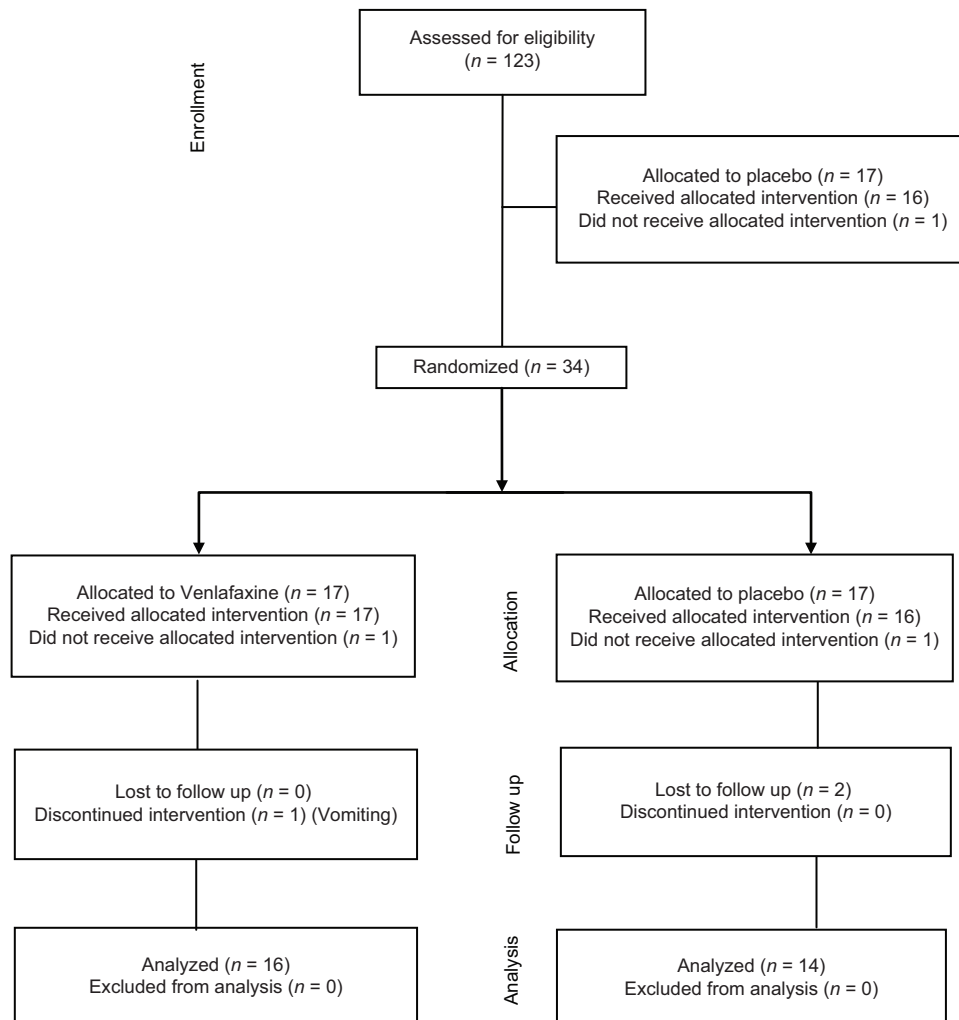 Assessed for eligibility
(n = 123)
Enrollment
Allocated to placebo (n = 17)
Received allocated intervention (n = 16)
Did not receive allocated intervention (n = 1)
Randomized (n = 34)
Allocated to Venlafaxine (n = 17)
Received allocated intervention (n = 17)
Did not receive allocated intervention (n = 1)
Allocation
Allocated to placebo (n = 17)
Received allocated intervention (n = 16)
Did not receive allocated intervention (n = 1)
Lost to follow up (n = 0)
Discontinued intervention (n = 1) (Vomiting)
Follow up
Lost to follow up (n = 2)
Discontinued intervention (n = 0)
Analyzed (n = 16)
Excluded from analysis (n = 0)
Analysis
Analyzed (n = 14)
Excluded from analysis (n = 0)